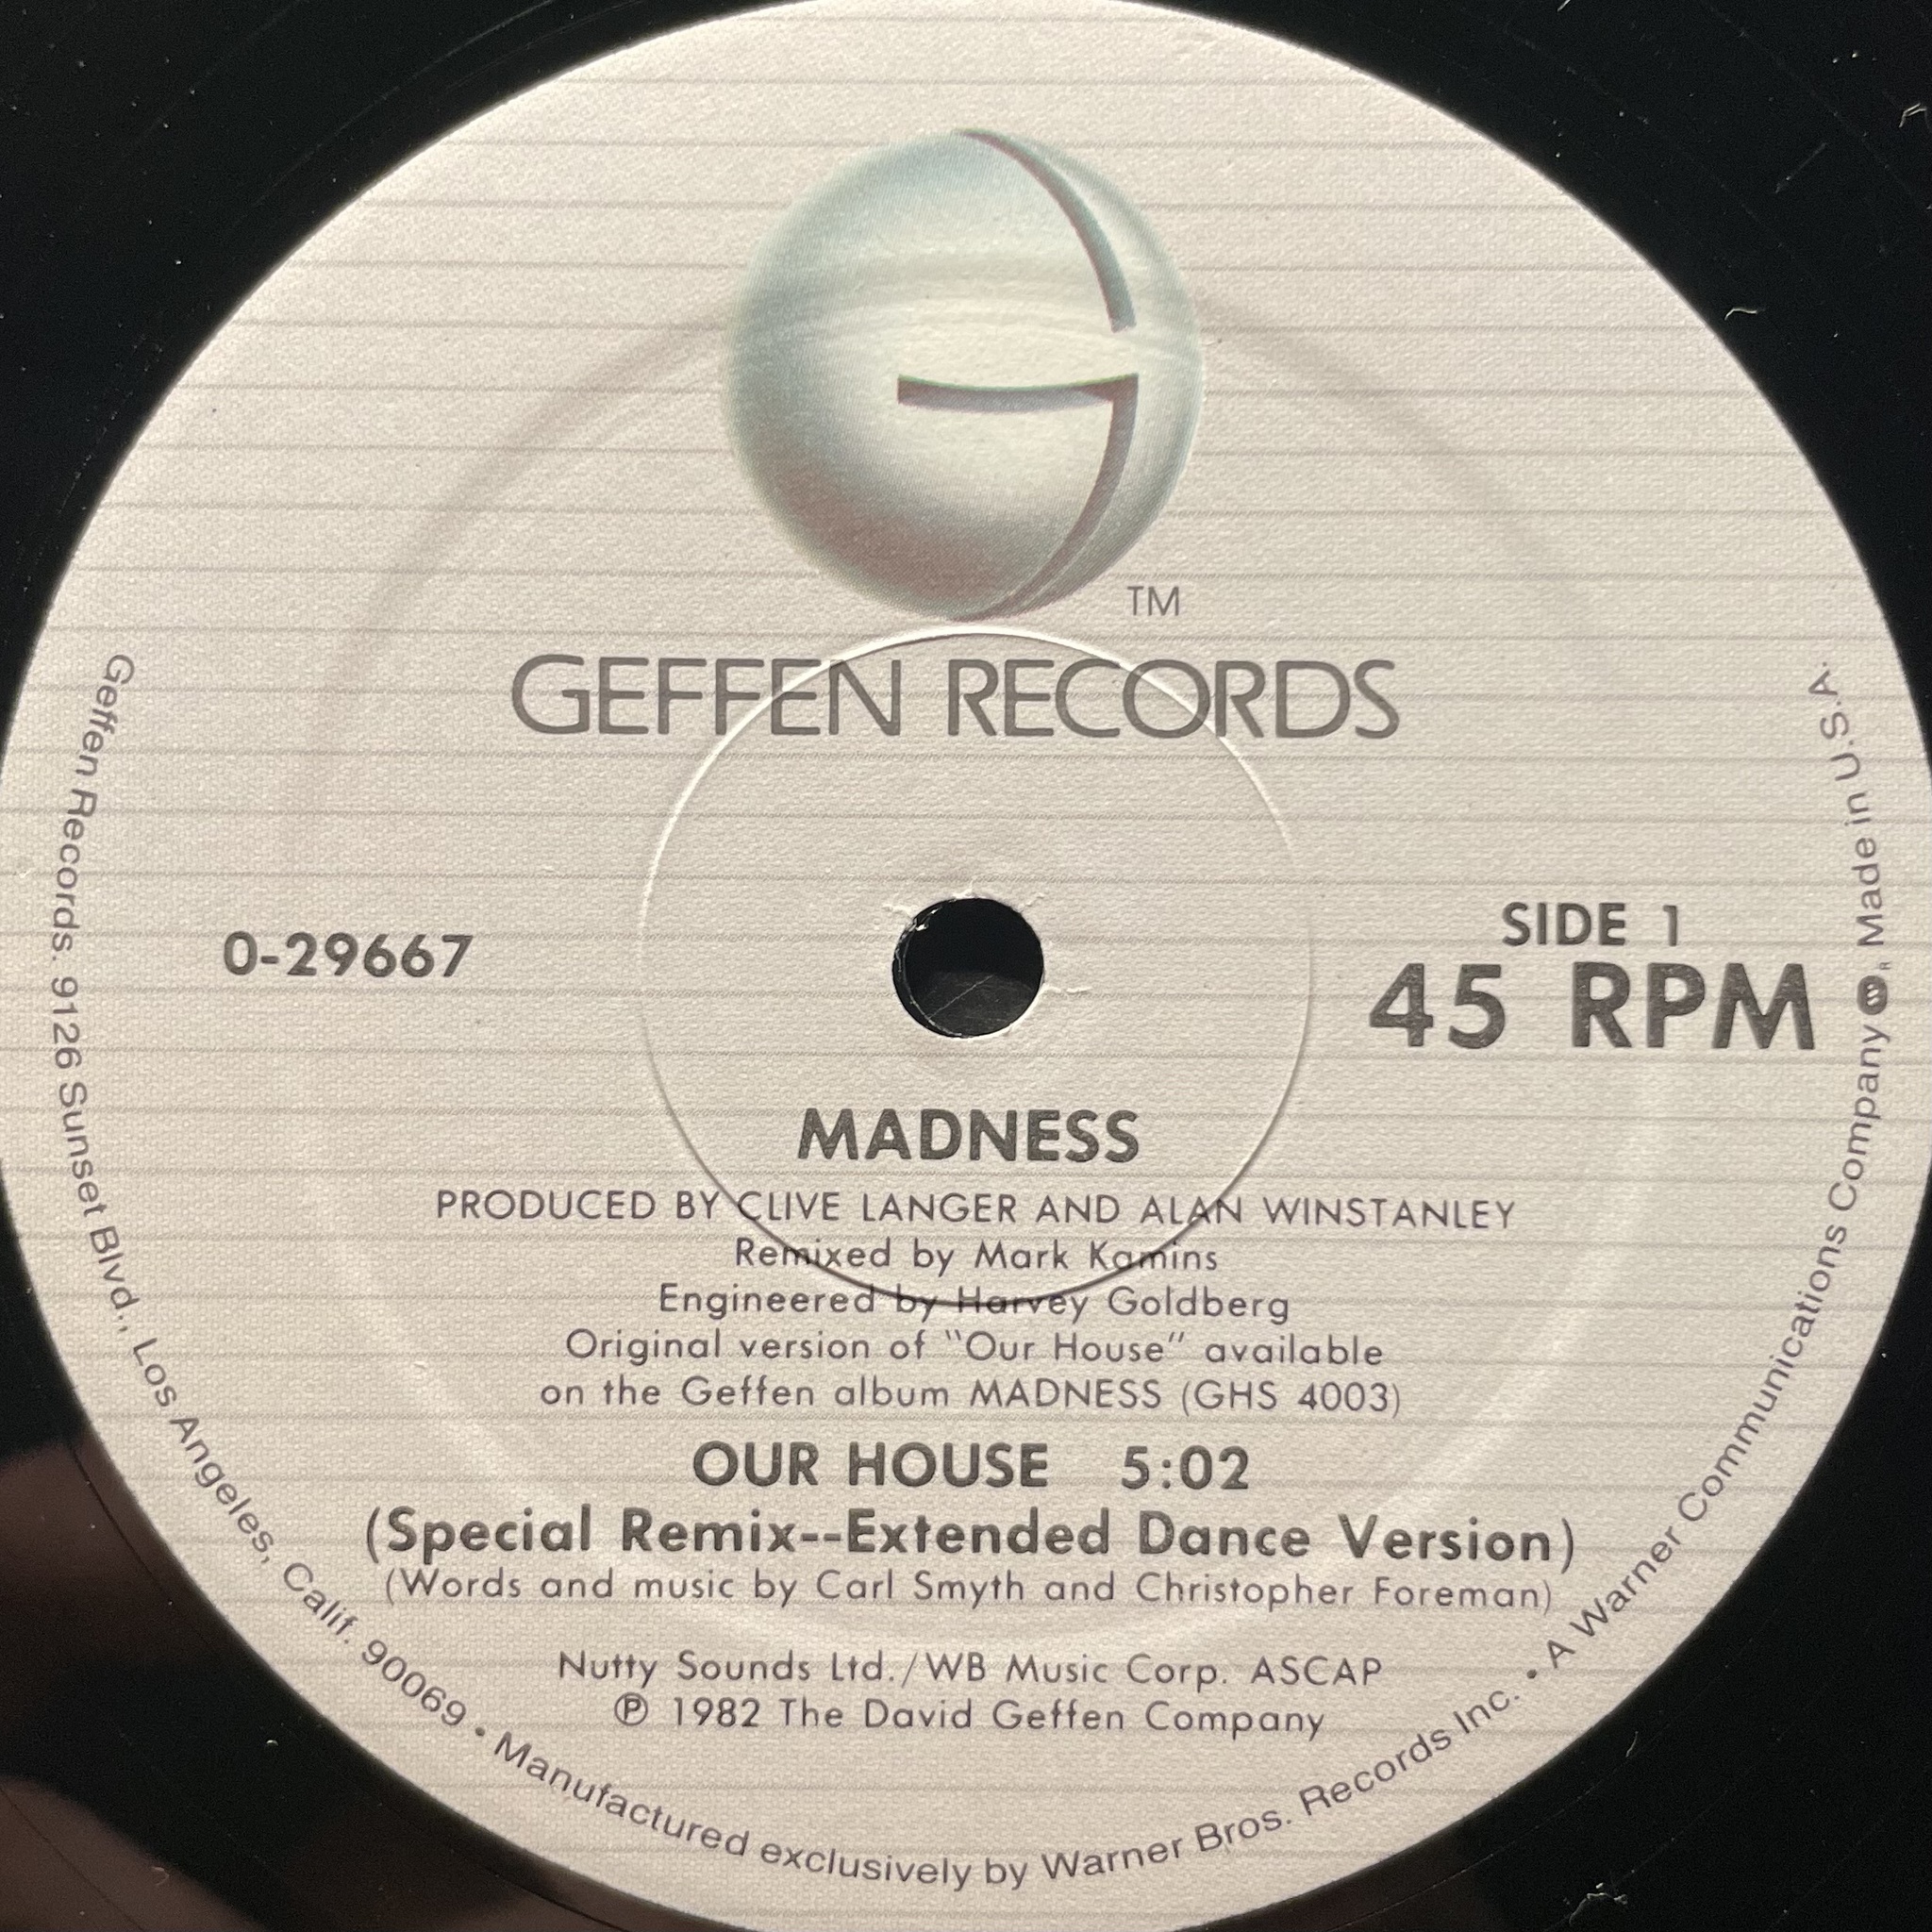 TM
GEFFEN RECORDS
0-29667
SIDE 1
45 RPM
MADNESS
PRODUCED BY CLIVE LANGER AND ALAN WINSTANLEY
Remixed by Mark Kamins
Engineered by Harvey Goldberg
Original version of "Our House" available
on the Geffen album MADNESS (GHS 4003)
OUR HOUSE 5:02
(Special Remix--Extended Dance Version)
(Words and music by Carl Smyth and Christopher Foreman)
Nutty Sounds Ltd./WB Music Corp. ASCAP
℗ 1982 The David Geffen Company
Geffen Records. 9126 Sunset Blvd., Los Angeles, Calif. 90069 • Manufactured exclusively by Warner Bros. Records Inc. • A Warner Communications Company ® Made in U.S.A.